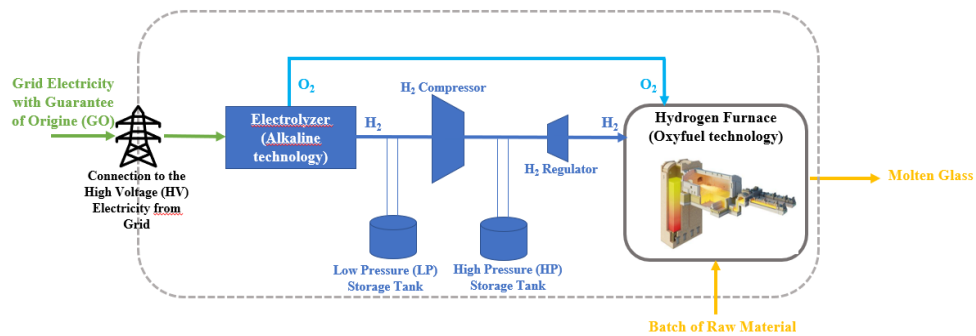 Grid Electricity
with Guarantee
of Origine (GO)
Connection to the
High Voltage (HV)
Electricity from
Grid
Electrolyzer
(Alkaline
technology)
O2
H2
H2 Compressor
Low Pressure (LP)
Storage Tank
High Pressure (HP)
Storage Tank
H2 Regulator
H2
O2
Hydrogen Furnace
(Oxyfuel technology)
Molten Glass
Batch of Raw Material